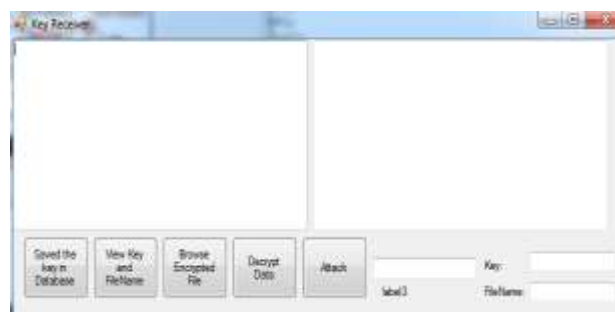 Key Receiver
Saved the
key in
Database
View Key
and
FileName
Browse
Encrypted
File
Decrypt
Data
Attach
label3
Key:
FileName